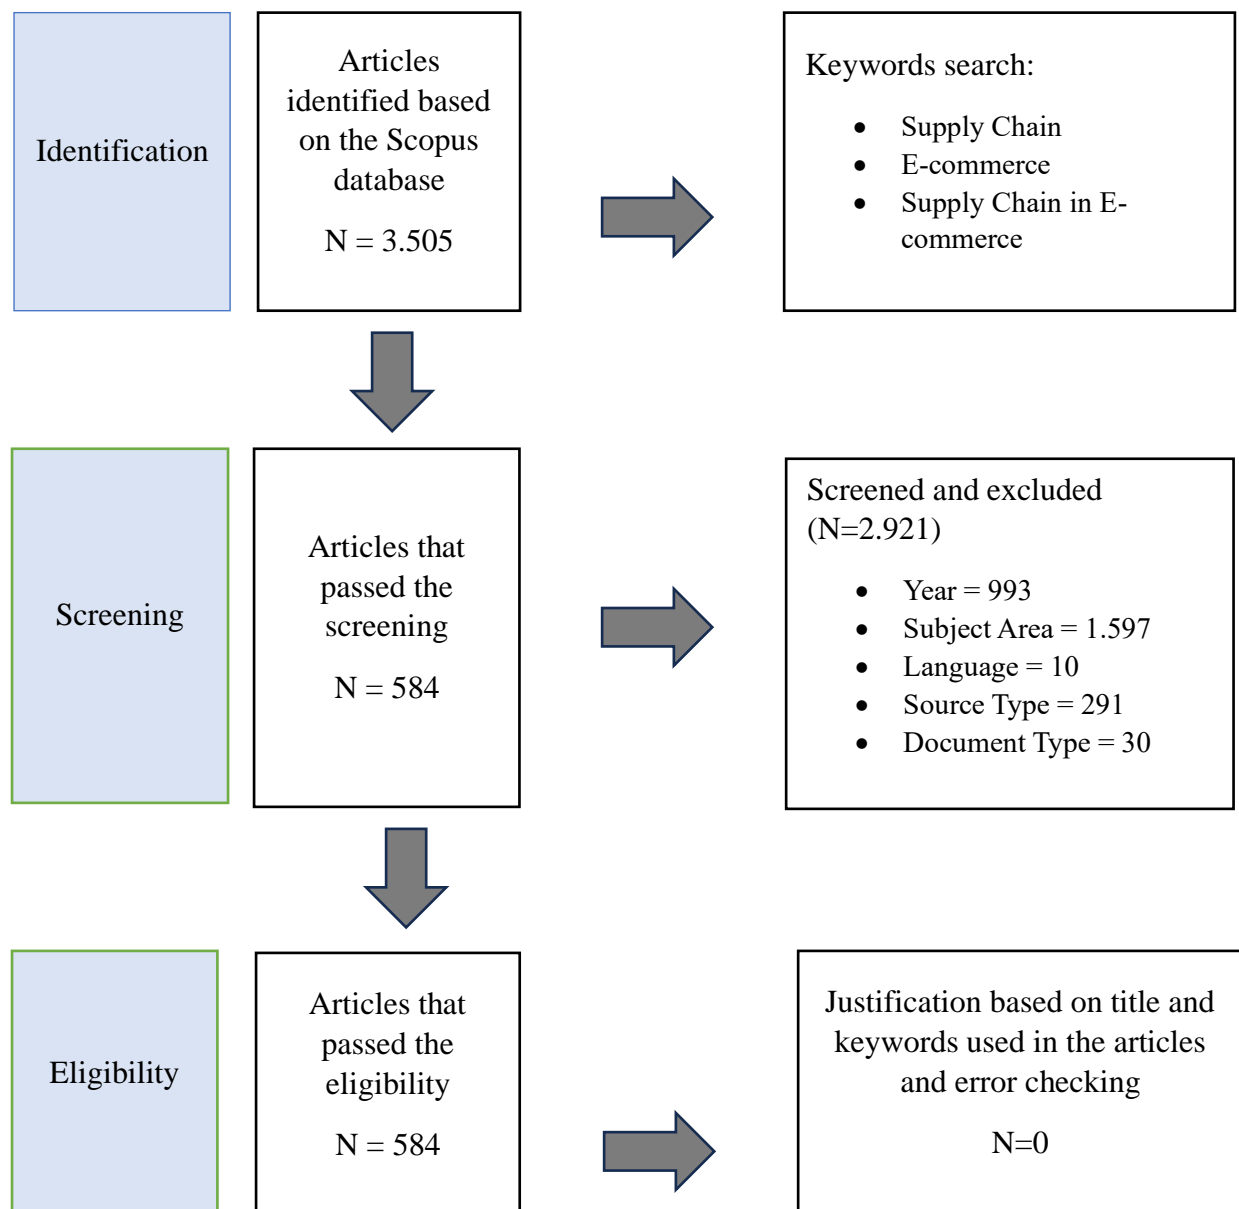 Identification
Articles
identified based
on the Scopus
database
N = 3.505
Keywords search:
• Supply Chain
• E-commerce
• Supply Chain in E-
commerce
Screening
Articles that
passed the
screening
N = 584
Screened and excluded
(N=2.921)
• Year = 993
• Subject Area = 1.597
• Language = 10
• Source Type = 291
• Document Type = 30
Eligibility
Articles that
passed the
eligibility
N = 584
Justification based on title and
keywords used in the articles
and error checking
N=0